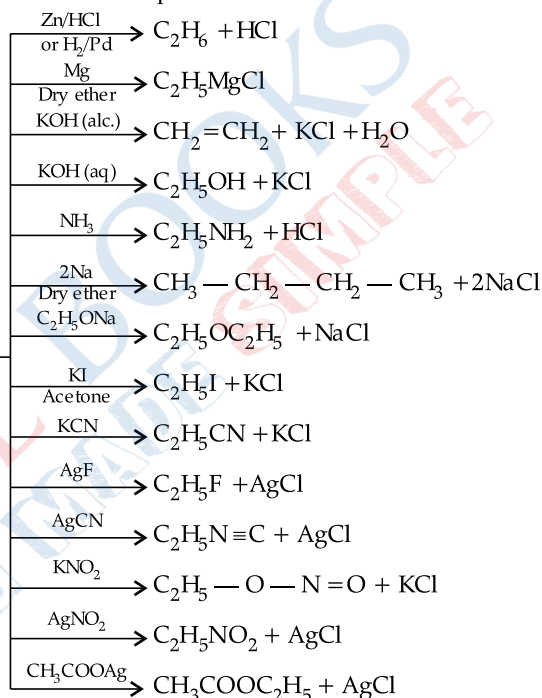 Zn/HCl
or H₂/Pd
C₂H₆ + HCl
Mg
Dry ether
C₂H₅MgCl
KOH (alc.)
CH₂=CH₂ + KCl + H₂O
KOH (aq)
C₂H₅OH + KCl
NH₃
C₂H₅NH₂ + HCl
2Na
Dry ether
CH₃ — CH₂ — CH₂ — CH₃ + 2NaCl
C₂H₅ONa
C₂H₅OC₂H₅ + NaCl
KI
Acetone
C₂H₅I + KCl
KCN
C₂H₅CN + KCl
AgF
C₂H₅F + AgCl
AgCN
C₂H₅N≡C + AgCl
KNO₂
C₂H₅ — O — N=O + KCl
AgNO₂
C₂H₅NO₂ + AgCl
CH₃COOAg
CH₃COOC₂H₅ + AgCl
BOOKS
MADE SIMPLE